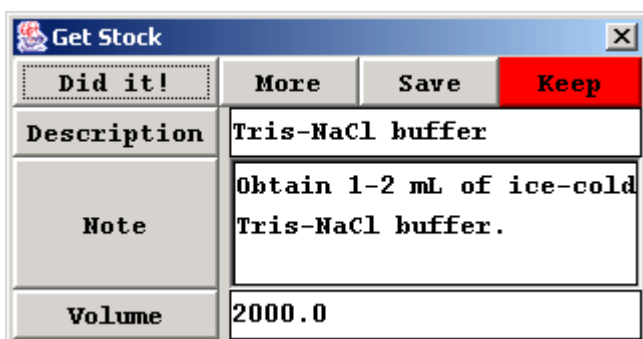 Get Stock
Did it! More Save Keep
Description Tris-NaCl buffer
Note Obtain 1-2 mL of ice-cold
Tris-NaCl buffer.
Volume 2000.0